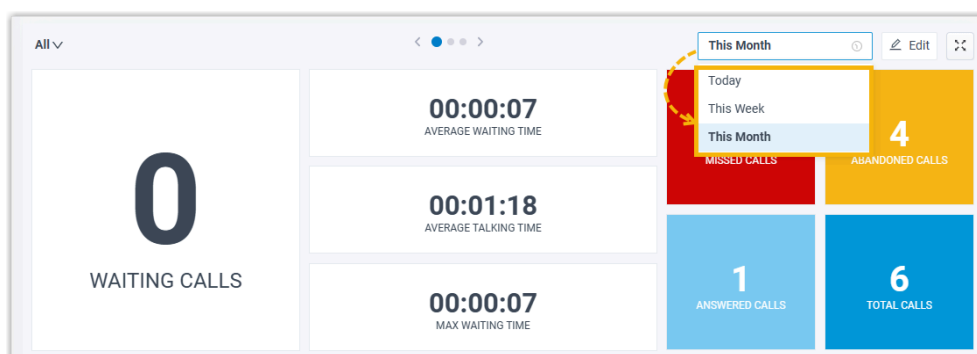 All
This Month
Edit
Today
This Week
This Month
0
WAITING CALLS
00:00:07
AVERAGE WAITING TIME
00:01:18
AVERAGE TALKING TIME
00:00:07
MAX WAITING TIME
MISSED CALLS
4
ABANDONED CALLS
1
ANSWERED CALLS
6
TOTAL CALLS